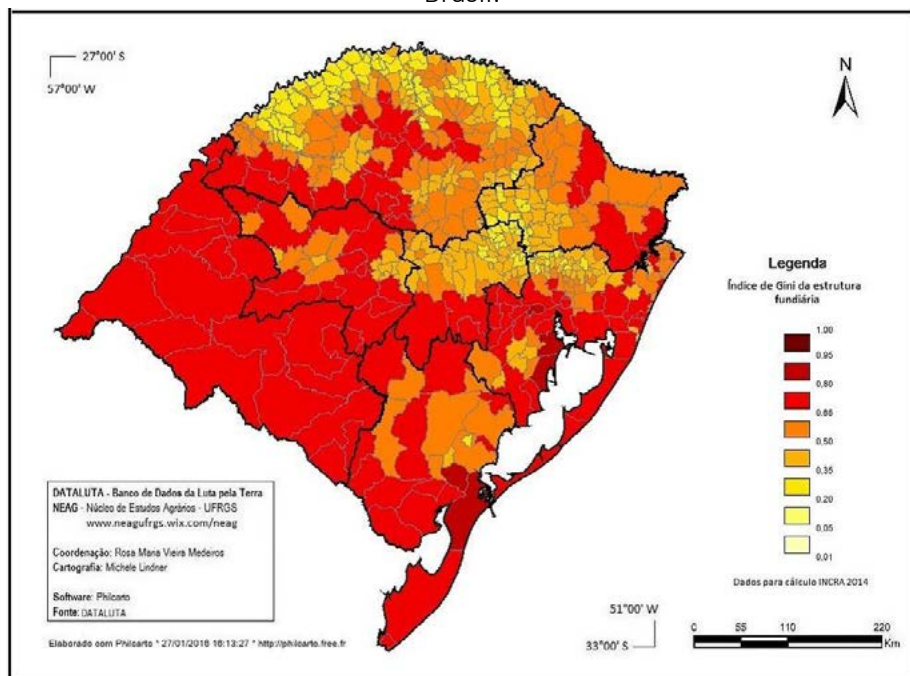 Brasil.
27°00' S
57°00' W
N
Legenda
Índice de Gini da estrutura
fundiária
1.00
0.95
0.80
0.65
0.50
0.35
0.20
0.05
0.01
Dados para cálculo INCRA 2014
DATALUTA - Banco de Dados da Luta pela Terra
NEAG - Núcleo de Estudos Agrários - UFRGS
www.neagufrgs.wix.com/neag
Coordenação: Rosa Maria Vieira Medeiros
Cartografia: Michele Lindner
Software: Philcarto
Fonte: DATALUTA
Elaborado com Philcarto * 27/01/2016 16:13:27 * http://philcarto.free.fr
51°00' W
33°00' S
0 55 110 220
Km